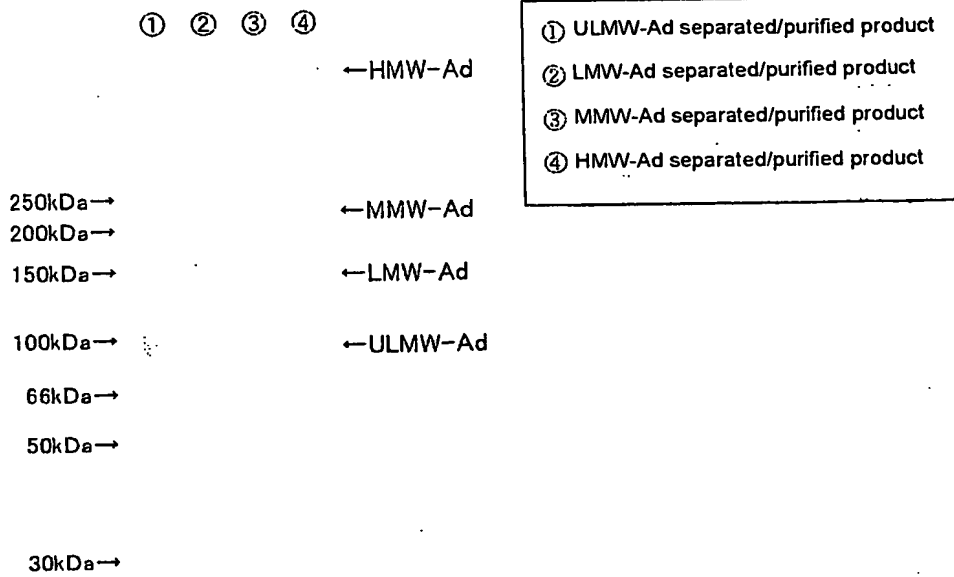 ① ② ③ ④
←HMW-Ad
250kDa→
←MMW-Ad
200kDa→
150kDa→
←LMW-Ad
100kDa→
←ULMW-Ad
66kDa→
50kDa→
30kDa→
① ULMW-Ad separated/purified product
② LMW-Ad separated/purified product
③ MMW-Ad separated/purified product
④ HMW-Ad separated/purified product